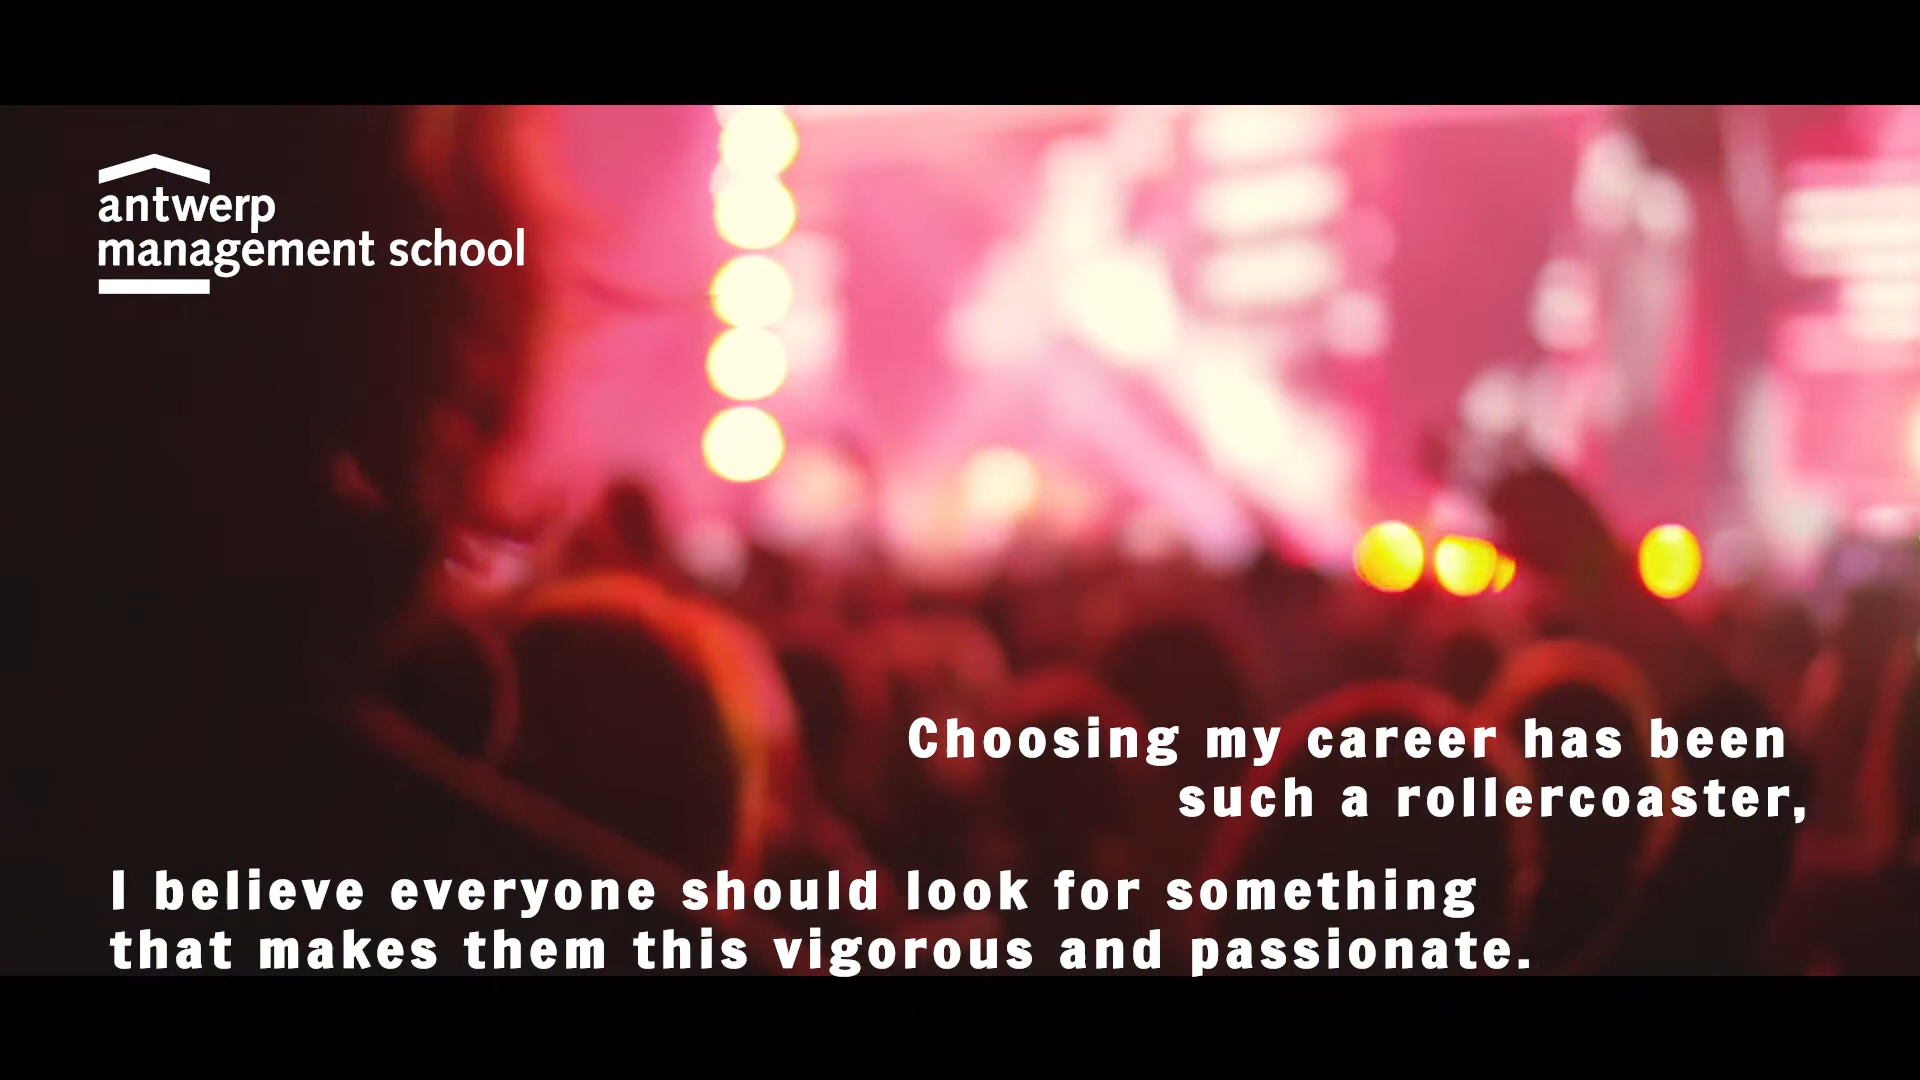 antwerp
management school
Choosing my career has been
such a rollercoaster,
I believe everyone should look for something
that makes them this vigorous and passionate.